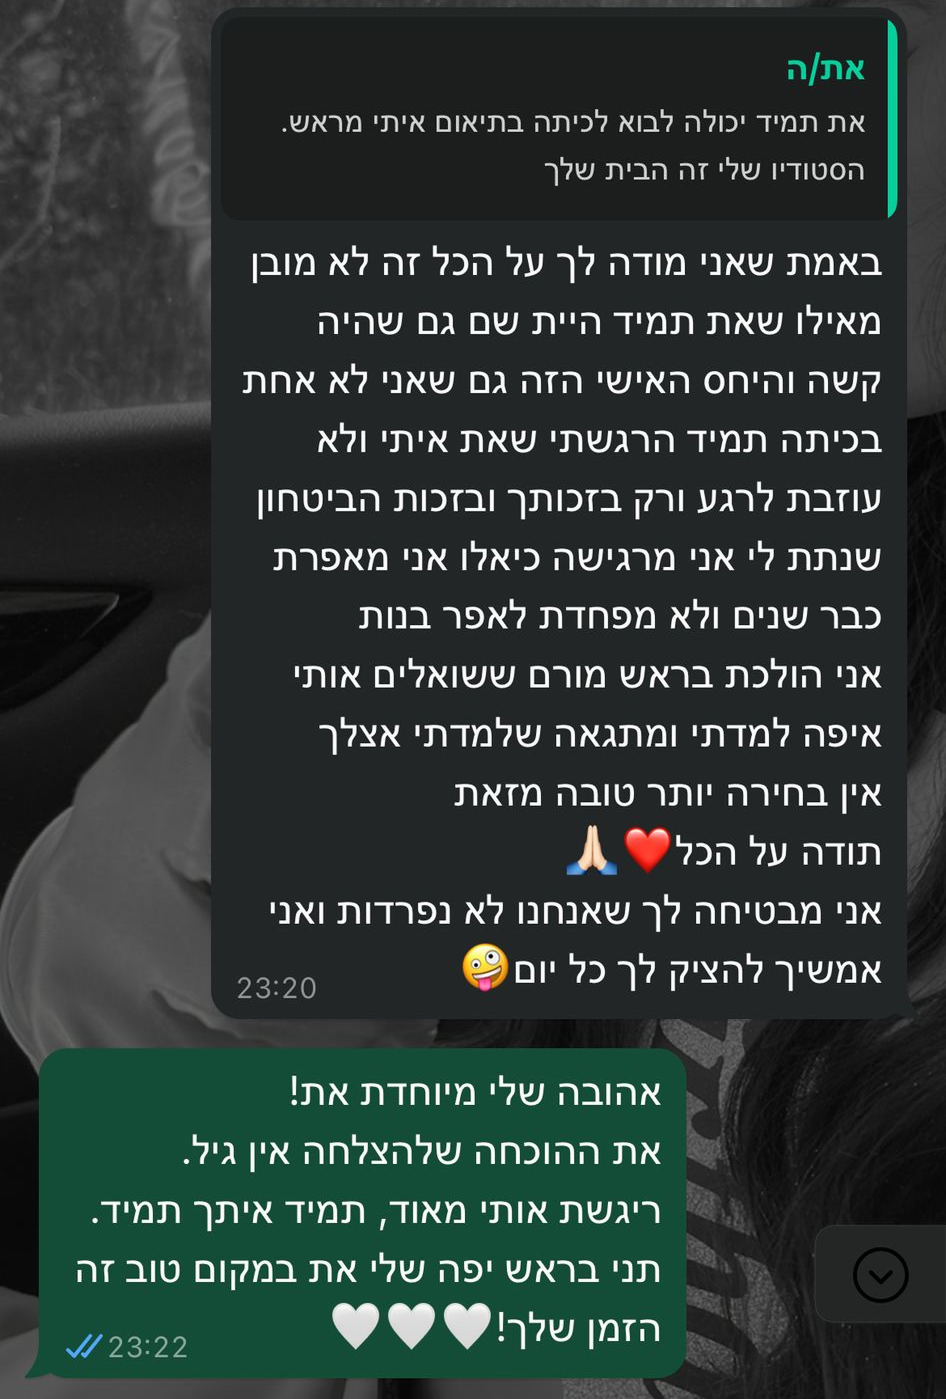 את/ה
את תמיד יכולה לבוא לכיתה בתיאום איתי מראש.
הסטודיו שלי זה הבית שלך
באמת שאני מודה לך על הכל זה לא מובן
מאילו שאת תמיד היית שם גם שהיה
קשה והיחס האישי הזה גם שאני לא אחת
בכיתה תמיד הרגשתי שאת איתי ולא
עוזבת לרגע ורק בזכותך ובזכות הביטחון
שנתת לי אני מרגישה כיאלו אני מאפרת
כבר שנים ולא מפחדת לאפר בנות
אני הולכת בראש מורם ששואלים אותי
איפה למדתי ומתגאה שלמדתי אצלך
אין בחירה יותר טובה מזאת
תודה על הכל❤️🙏🏻
אני מבטיחה לך שאנחנו לא נפרדות ואני
אמשיך להציק לך כל יום🤪
23:20
אהובה שלי מיוחדת את!
את ההוכחה שלהצלחה אין גיל.
ריגשת אותי מאוד, תמיד איתך תמיד.
תני בראש יפה שלי את במקום טוב זה
הזמן שלך!🤍🤍🤍
23:22